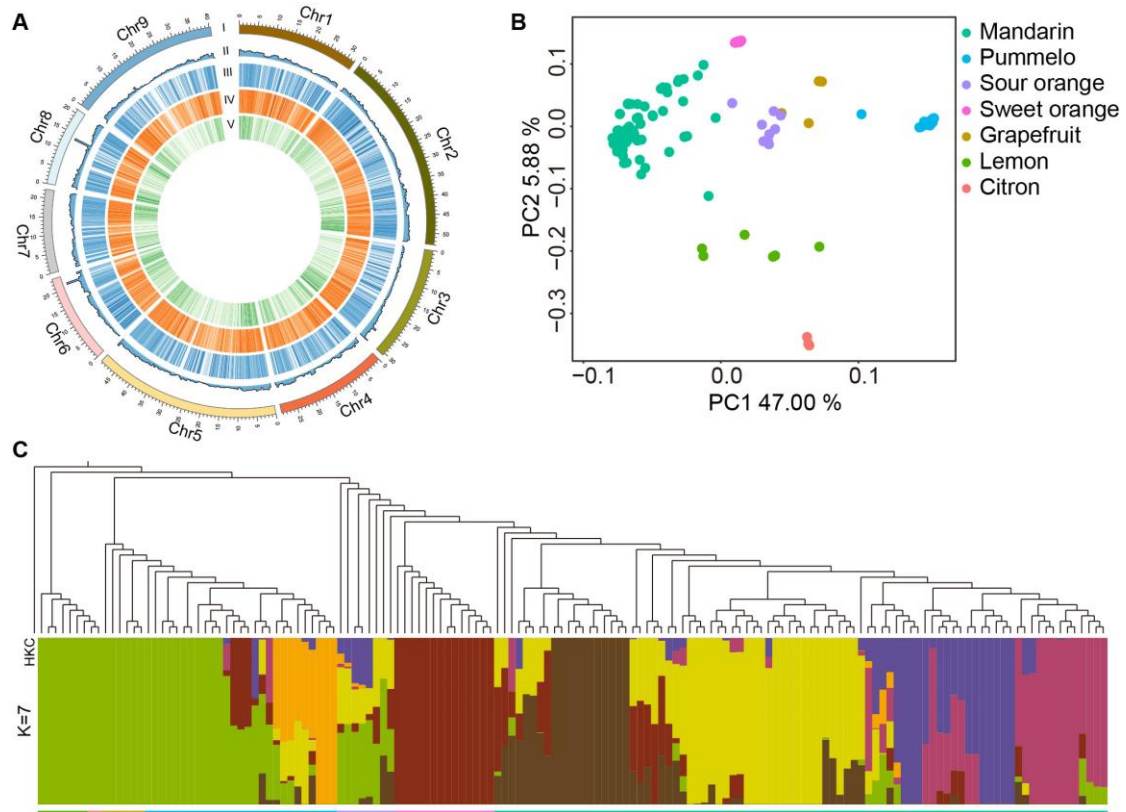 A
Chr9
Chr1
I
II
III
IV
V
Chr8
Chr2
Chr7
Chr3
Chr6
Chr4
Chr5
B
PC2 5.88 %
0.1
0.0
−0.1
−0.2
−0.3
−0.1
0.0
0.1
PC1 47.00 %
Mandarin
Pummelo
Sour orange
Sweet orange
Grapefruit
Lemon
Citron
C
HKC
K=7